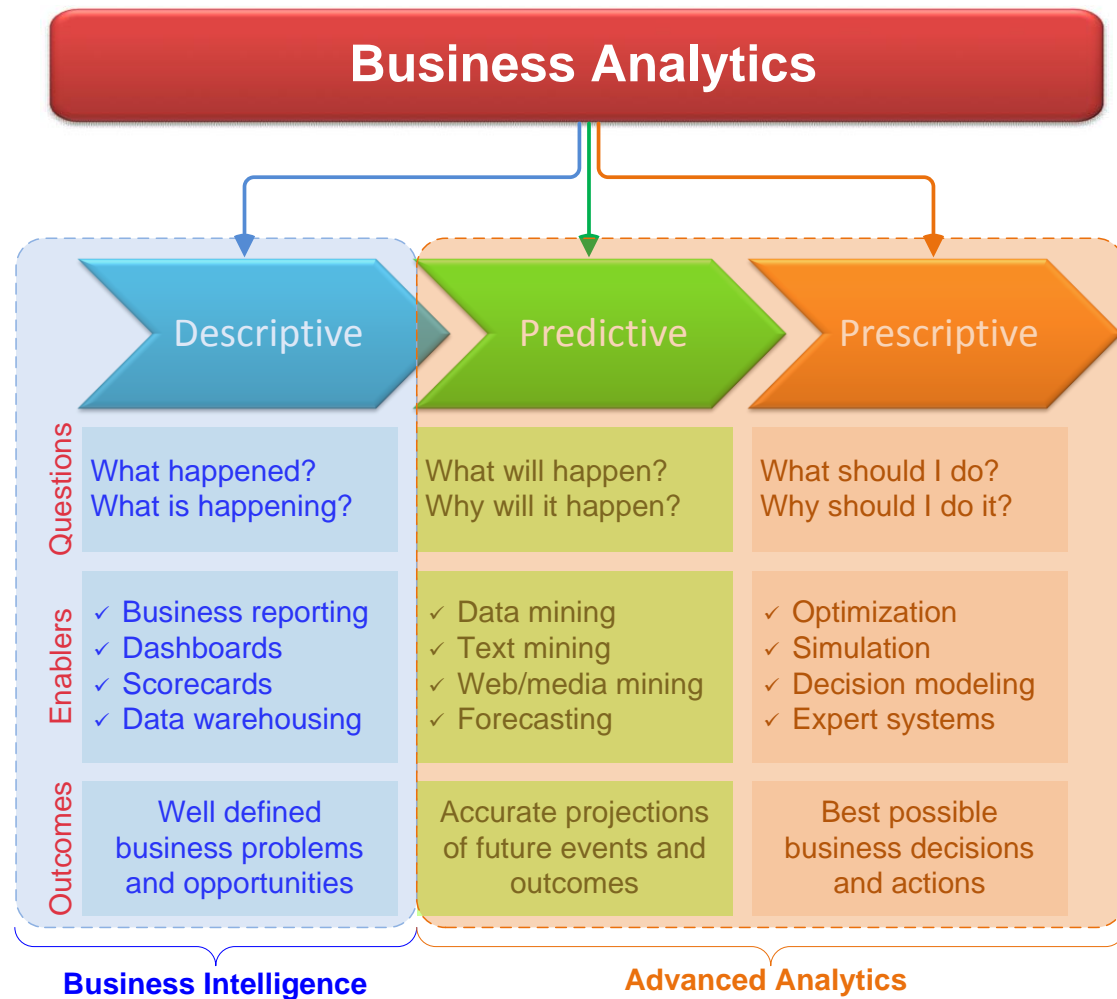 Business Analytics
Descriptive
Predictive
Prescriptive
Questions
What happened?
What is happening?
What will happen?
Why will it happen?
What should I do?
Why should I do it?
Enablers
✓ Business reporting
✓ Dashboards
✓ Scorecards
✓ Data warehousing
✓ Data mining
✓ Text mining
✓ Web/media mining
✓ Forecasting
✓ Optimization
✓ Simulation
✓ Decision modeling
✓ Expert systems
Outcomes
Well defined
business problems
and opportunities
Accurate projections
of future events and
outcomes
Best possible
business decisions
and actions
Business Intelligence
Advanced Analytics